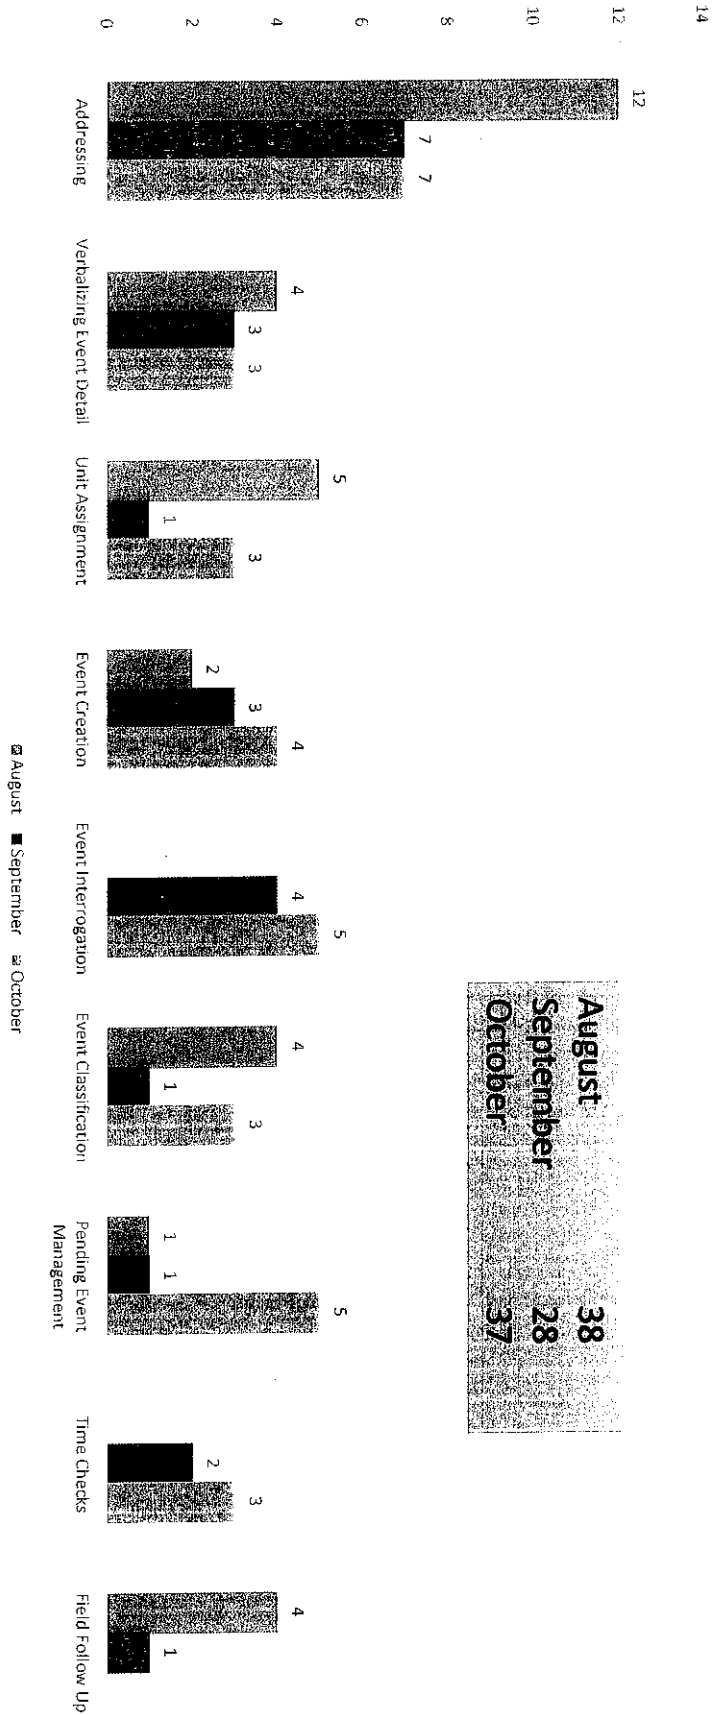 14
12
10
8
6
4
2
0
12
7
7
4
3
3
5
1
3
2
3
4
4
5
4
1
3
1
1
5
2
3
4
1
August 38
September 28
October 37
Addressing
Verbalizing Event Detail
Unit Assignment
Event Creation
Event Interrogation
Event Classification
Pending Event
Management
Time Checks
Field Follow Up
August September October